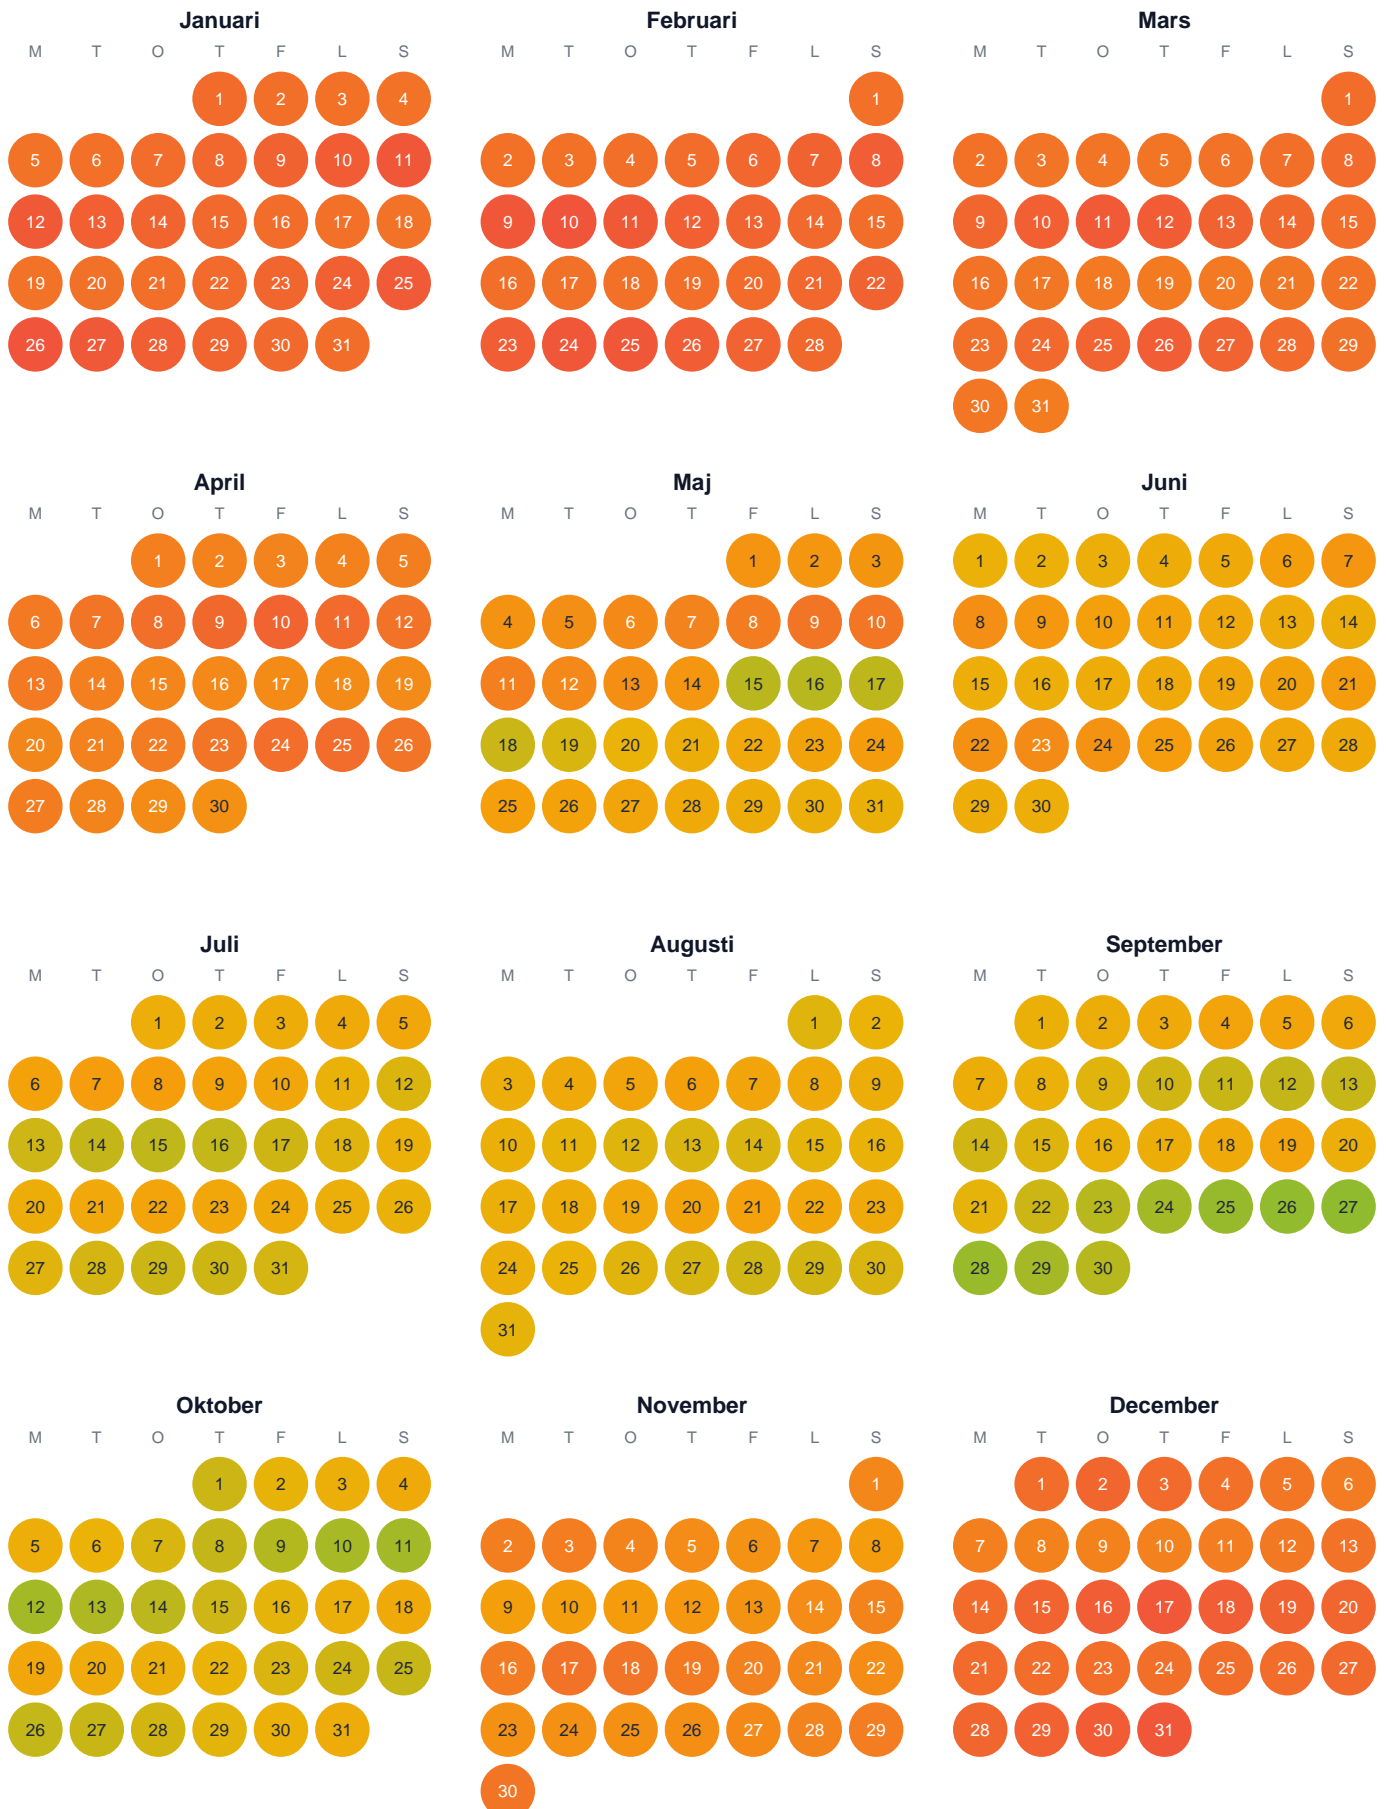 Januari Februari Mars
M T O T F L S M T O T F L S M T O T F L S
1 2 3 4 1 1
5 6 7 8 9 10 11 2 3 4 5 6 7 8 2 3 4 5 6 7 8
12 13 14 15 16 17 18 9 10 11 12 13 14 15 9 10 11 12 13 14 15
19 20 21 22 23 24 25 16 17 18 19 20 21 22 16 17 18 19 20 21 22
26 27 28 29 30 31 23 24 25 26 27 28 23 24 25 26 27 28 29
30 31
April Maj Juni
M T O T F L S M T O T F L S M T O T F L S
1 2 3 4 5 1 2 3 1 2 3 4 5 6 7
6 7 8 9 10 11 12 4 5 6 7 8 9 10 8 9 10 11 12 13 14
13 14 15 16 17 18 19 11 12 13 14 15 16 17 15 16 17 18 19 20 21
20 21 22 23 24 25 26 18 19 20 21 22 23 24 22 23 24 25 26 27 28
27 28 29 30 25 26 27 28 29 30 31 29 30
Juli Augusti September
M T O T F L S M T O T F L S M T O T F L S
1 2 3 4 5 1 2 1 2 3 4 5 6
6 7 8 9 10 11 12 3 4 5 6 7 8 9 7 8 9 10 11 12 13
13 14 15 16 17 18 19 10 11 12 13 14 15 16 14 15 16 17 18 19 20
20 21 22 23 24 25 26 17 18 19 20 21 22 23 21 22 23 24 25 26 27
27 28 29 30 31 24 25 26 27 28 29 30 28 29 30
31
Oktober November December
M T O T F L S M T O T F L S M T O T F L S
1 2 3 4 1 1 2 3 4 5 6
5 6 7 8 9 10 11 2 3 4 5 6 7 8 7 8 9 10 11 12 13
12 13 14 15 16 17 18 9 10 11 12 13 14 15 14 15 16 17 18 19 20
19 20 21 22 23 24 25 16 17 18 19 20 21 22 21 22 23 24 25 26 27
26 27 28 29 30 31 23 24 25 26 27 28 29 28 29 30 31
30